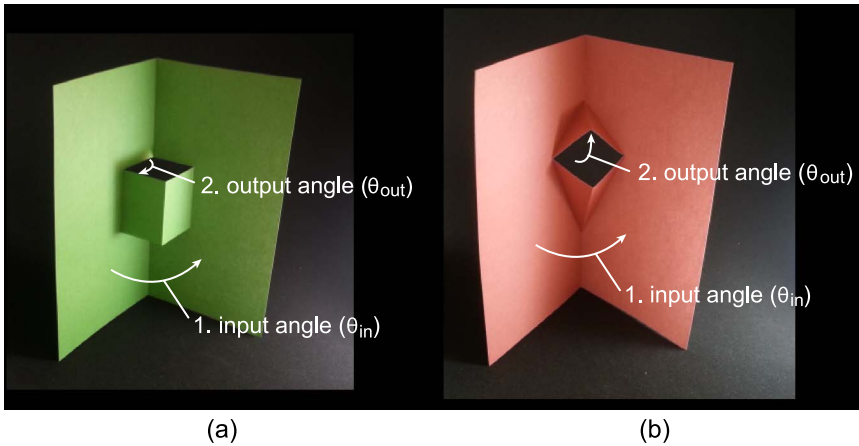 2. output angle (θout)
1. input angle (θin)
2. output angle (θout)
1. input angle (θin)
(a)
(b)